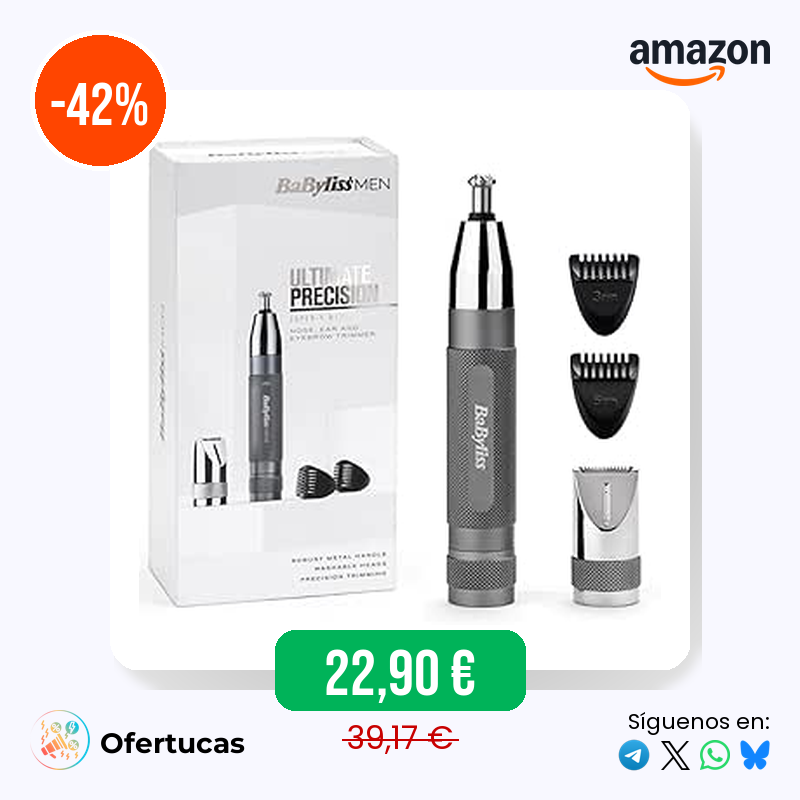 -42%
amazon
BaByliss MEN
ULTIMATE
PRECISION
NOSE, EAR AND
EYEBROW TRIMMER
BaByliss
3mm
BaByliss
ROBUST METAL HANDLE
WASHABLE HEADS
PRECISION TRIMMING
22,90 €
39,17 €
Ofertucas
Síguenos en: